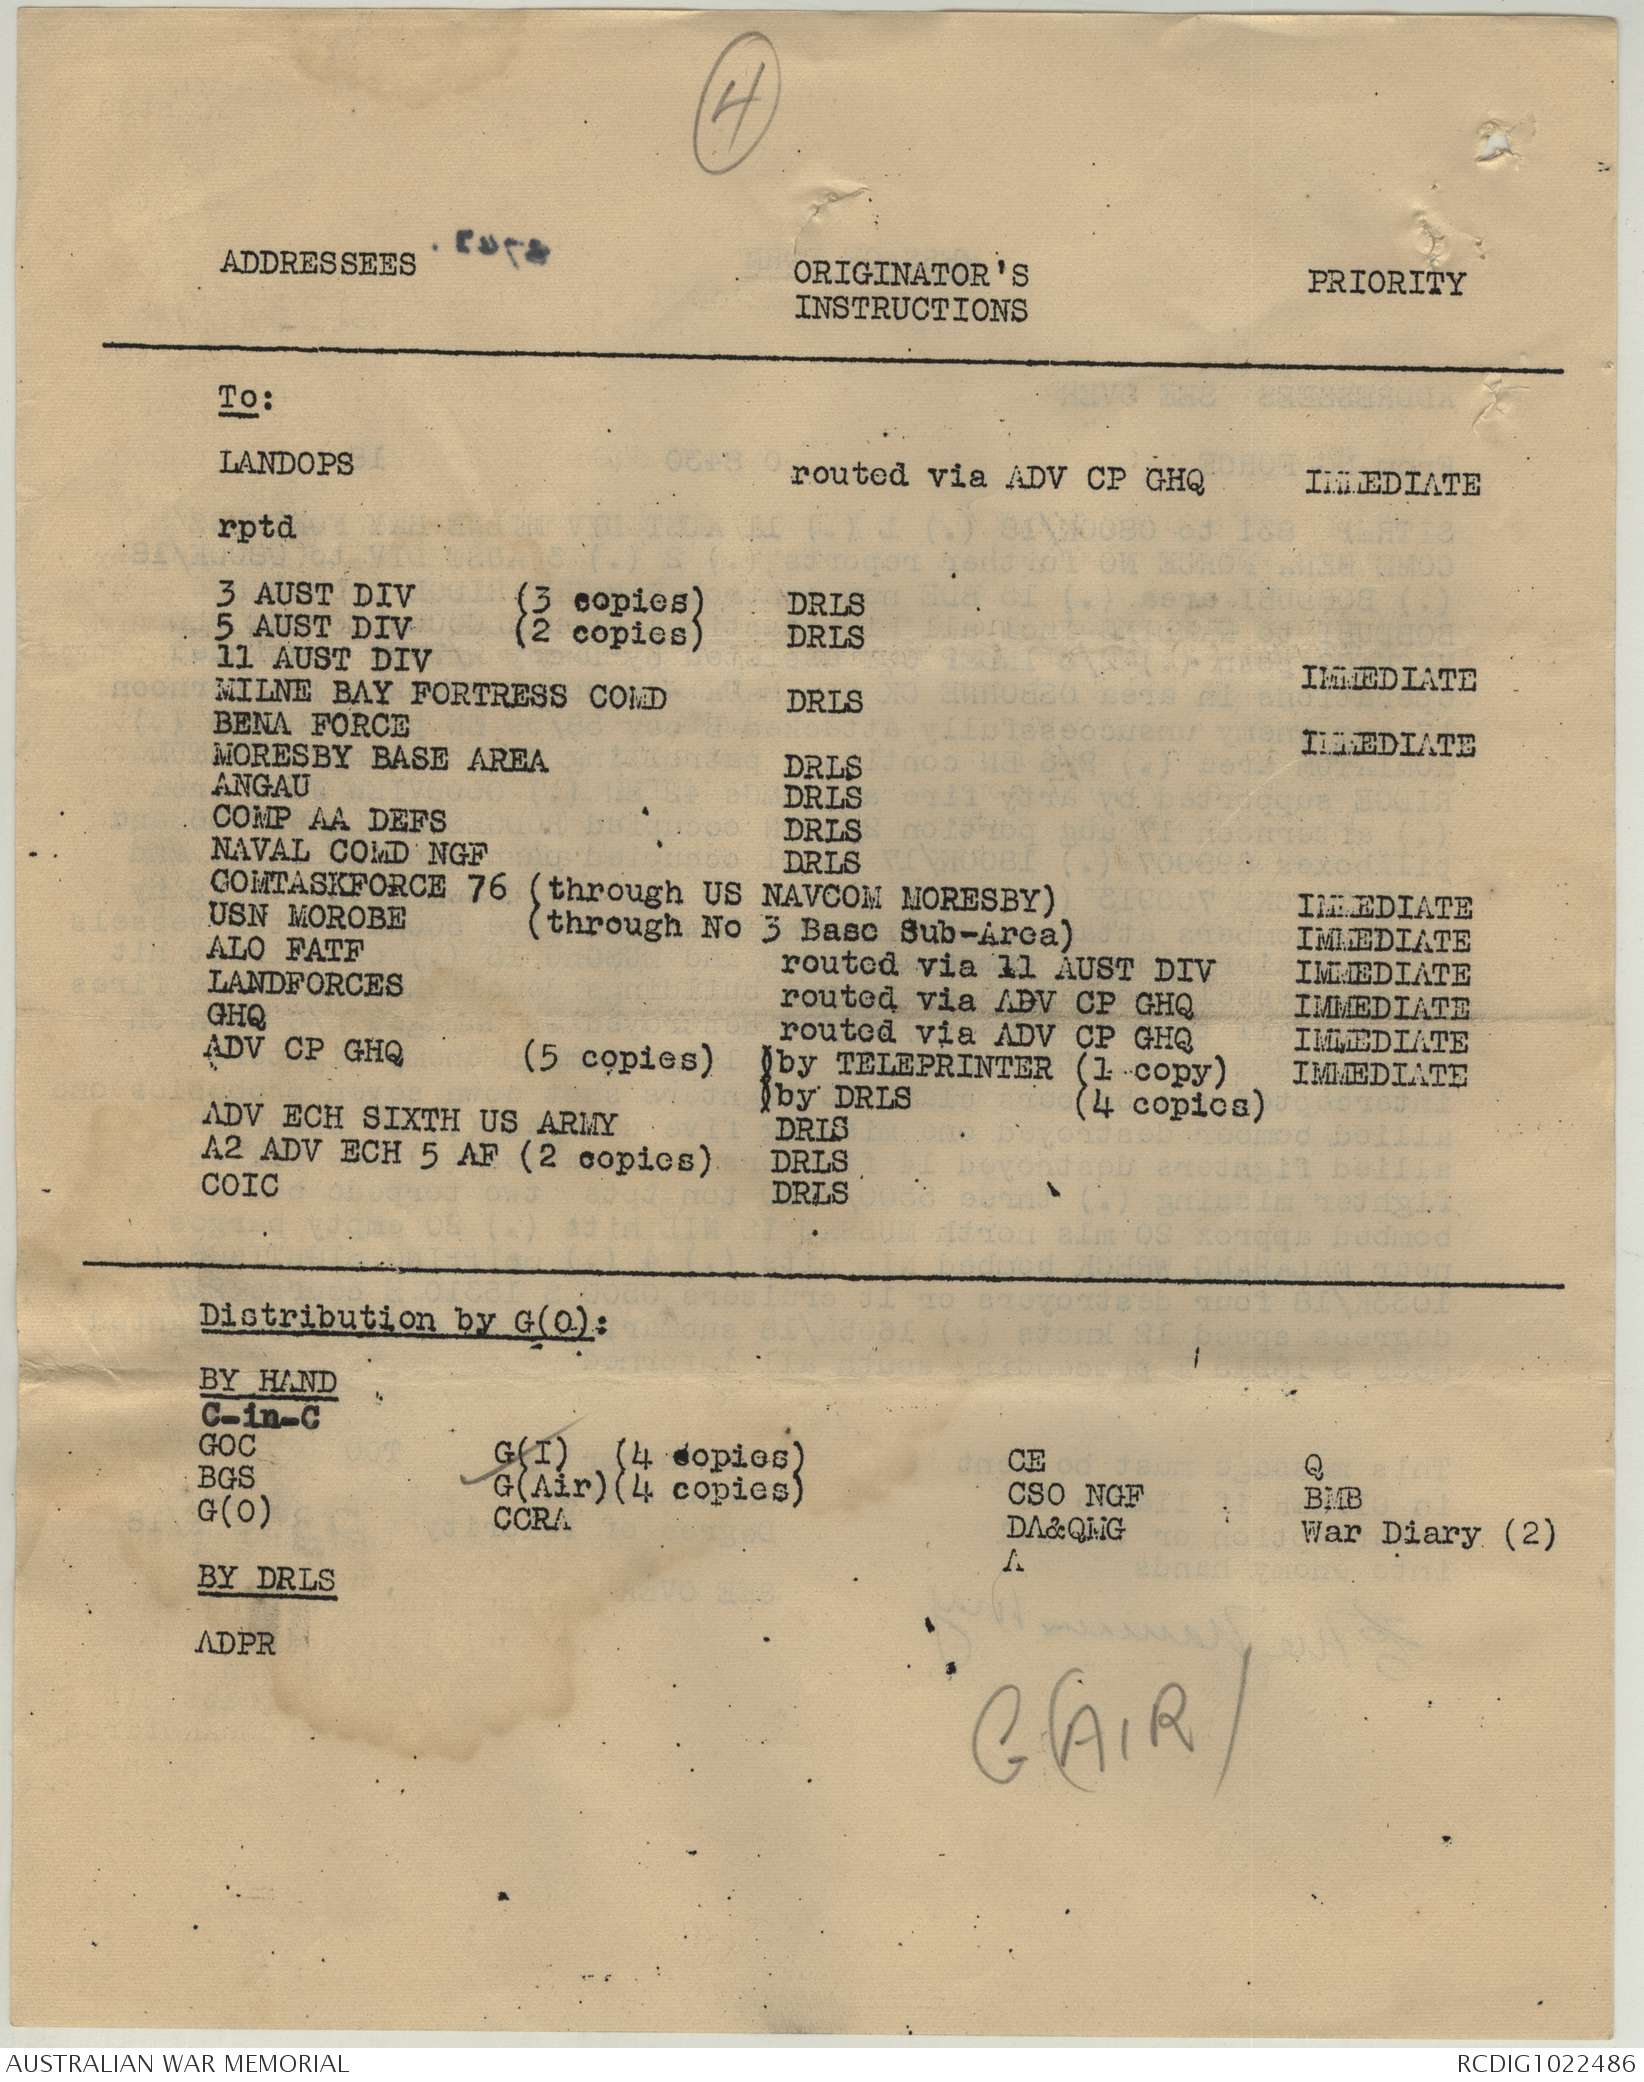 4
ADDRESSEES ORIGINATOR'S INSTRUCTIONS PRIORITY
To:
LANDOPS routed via ADV CP GHQ IMMEDIATE
rptd
3 AUST DIV (3 copies) DRLS
5 AUST DIV (2 copies) DRLS
11 AUST DIV IMMEDIATE
MILNE BAY FORTRESS COMD DRLS
BENA FORCE IMMEDIATE
MORESBY BASE AREA DRLS
ANGAU DRLS
COMP AA DEFS DRLS
NAVAL COMD NGF DRLS
COMTASKFORCE 76 (through US NAVCOM MORESBY) IMMEDIATE
USN MOROBE (through No 3 Base Sub-Area) IMMEDIATE
ALO FATF routed via 11 AUST DIV IMMEDIATE
LANDFORCES routed via ADV CP GHQ IMMEDIATE
GHQ routed via ADV CP GHQ IMMEDIATE
ADV CP GHQ (5 copies) )by TELEPRINTER (1 copy) IMMEDIATE
)by DRLS (4 copies)
ADV ECH SIXTH US ARMY DRLS
A2 ADV ECH 5 AF (2 copies) DRLS
COIC DRLS
Distribution by G(O):
BY HAND
C-in-C
GOC G(I) (4 copies) CE Q
BGS G(Air)(4 copies) CSO NGF BMB
G(O) CCRA DA&QMG War Diary (2)
A
BY DRLS
ADPR
G(AIR)
AUSTRALIAN WAR MEMORIAL RCDIG1022486